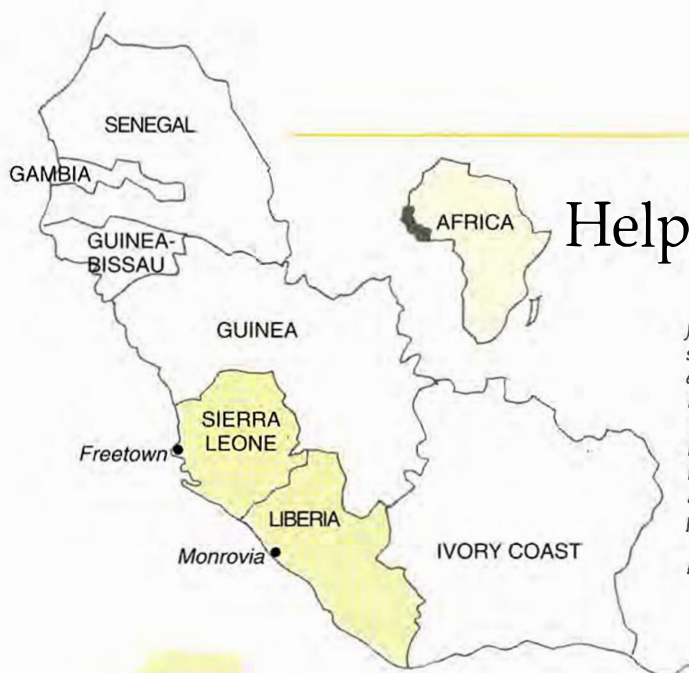 SENEGAL
GAMBIA
GUINEA-
BISSAU
AFRICA
Help
GUINEA
SIERRA
LEONE
Freetown
LIBERIA
Monrovia
IVORY COAST